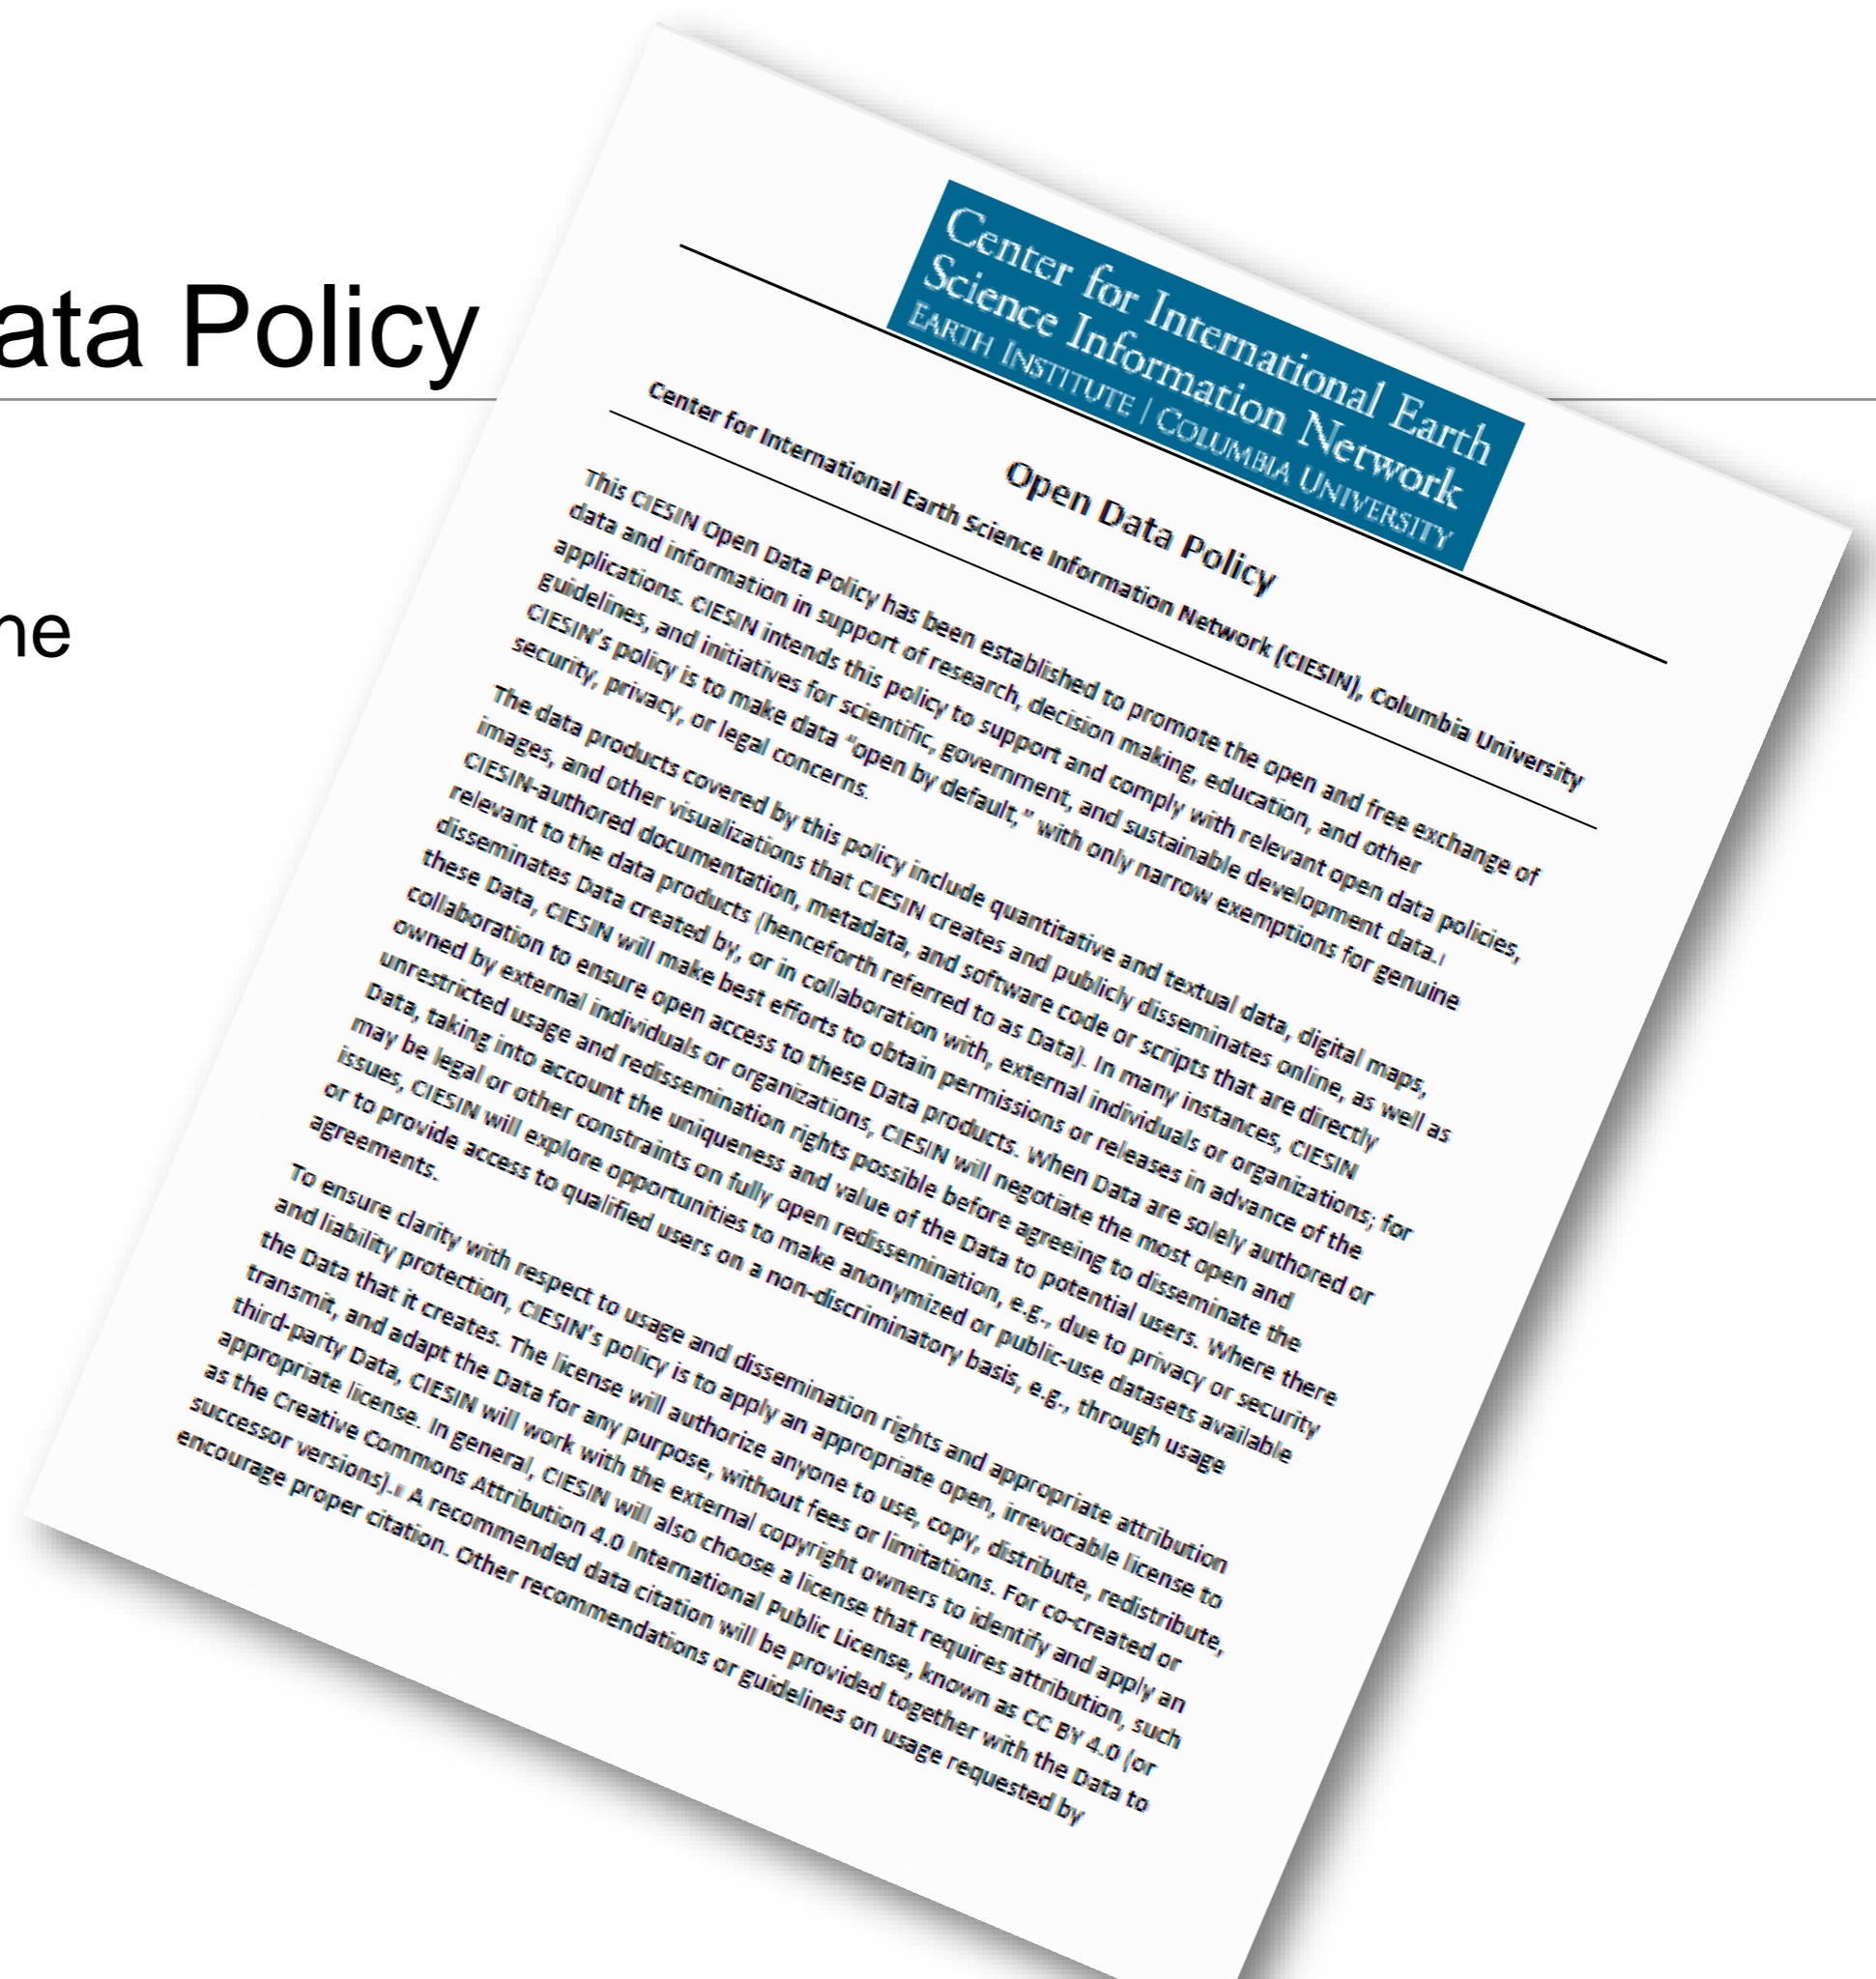 ata Policy
ne
Center for International Earth
Science Information Network
EARTH INSTITUTE | COLUMBIA UNIVERSITY
Open Data Policy
Center for International Earth Science Information Network (CIESIN), Columbia University
This CIESIN Open Data Policy has been established to promote the open and free exchange of
data and information in support of research, decision making, education, and other
applications. CIESIN intends this policy to support and comply with relevant open data policies,
guidelines, and initiatives for scientific, government, and sustainable development data.i
CIESIN's policy is to make data "open by default," with only narrow exemptions for genuine
security, privacy, or legal concerns.
The data products covered by this policy include quantitative and textual data, digital maps,
images, and other visualizations that CIESIN creates and publicly disseminates online, as well as
CIESIN-authored documentation, metadata, and software code or scripts that are directly
relevant to the data products (henceforth referred to as Data). In many instances, CIESIN
disseminates Data created by, or in collaboration with, external individuals or organizations; for
these Data, CIESIN will make best efforts to obtain permissions or releases in advance of the
collaboration to ensure open access to these Data products. When Data are solely authored or
owned by external individuals or organizations, CIESIN will negotiate the most open and
unrestricted usage and redissemination rights possible before agreeing to disseminate the
Data, taking into account the uniqueness and value of the Data to potential users. Where there
may be legal or other constraints on fully open redissemination, e.g., due to privacy or security
issues, CIESIN will explore opportunities to make anonymized or public-use datasets available
or to provide access to qualified users on a non-discriminatory basis, e.g., through usage
agreements.
To ensure clarity with respect to usage and dissemination rights and appropriate attribution
and liability protection, CIESIN's policy is to apply an appropriate open, irrevocable license to
the Data that it creates. The license will authorize anyone to use, copy, distribute, redistribute,
transmit, and adapt the Data for any purpose, without fees or limitations. For co-created or
third-party Data, CIESIN will work with the external copyright owners to identify and apply an
appropriate license. In general, CIESIN will also choose a license that requires attribution, such
as the Creative Commons Attribution 4.0 International Public License, known as CC BY 4.0 (or
successor versions).ii A recommended data citation will be provided together with the Data to
encourage proper citation. Other recommendations or guidelines on usage requested by